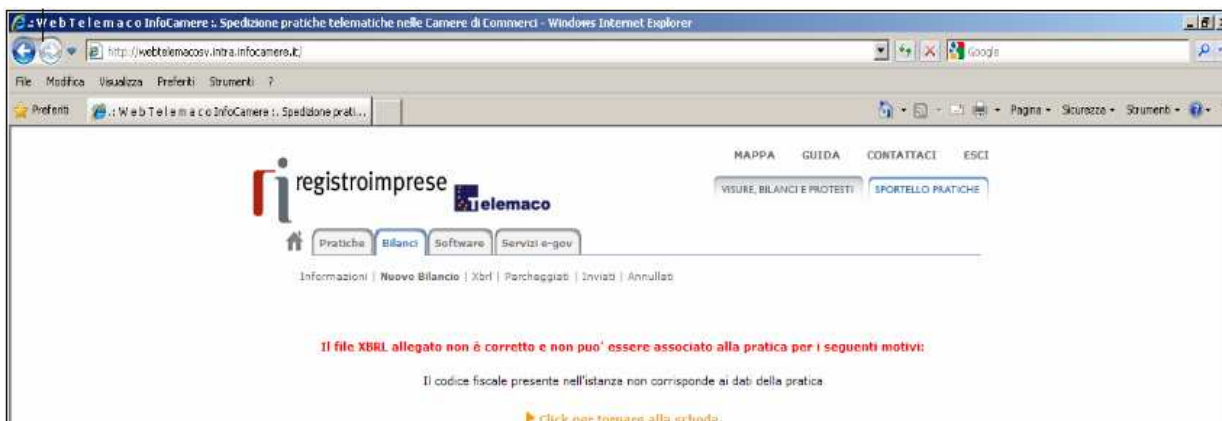 .: W e b T e l e m a c o InfoCamere :. Spedizione pratiche telematiche nelle Camere di Commerci - Windows Internet Explorer
http://webtelemacosv.intra.infocamere.it/
Google
File Modifica Visualizza Preferiti Strumenti ?
Preferiti .: W e b T e l e m a c o InfoCamere :. Spedizione prati... Pagina Sicurezza Strumenti
MAPPA GUIDA CONTATTACI ESCI
registroimprese
Telemaco
VISURE, BILANCI E PROTESTI SPORTELLO PRATICHE
Pratiche Bilanci Software Servizi e-gov
Informazioni | Nuovo Bilancio | Xbrl | Parcheggiati | Inviati | Annullati
Il file XBRL allegato non è corretto e non puo' essere associato alla pratica per i seguenti motivi:
Il codice fiscale presente nell'istanza non corrisponde ai dati della pratica
Click per tornare alla scheda